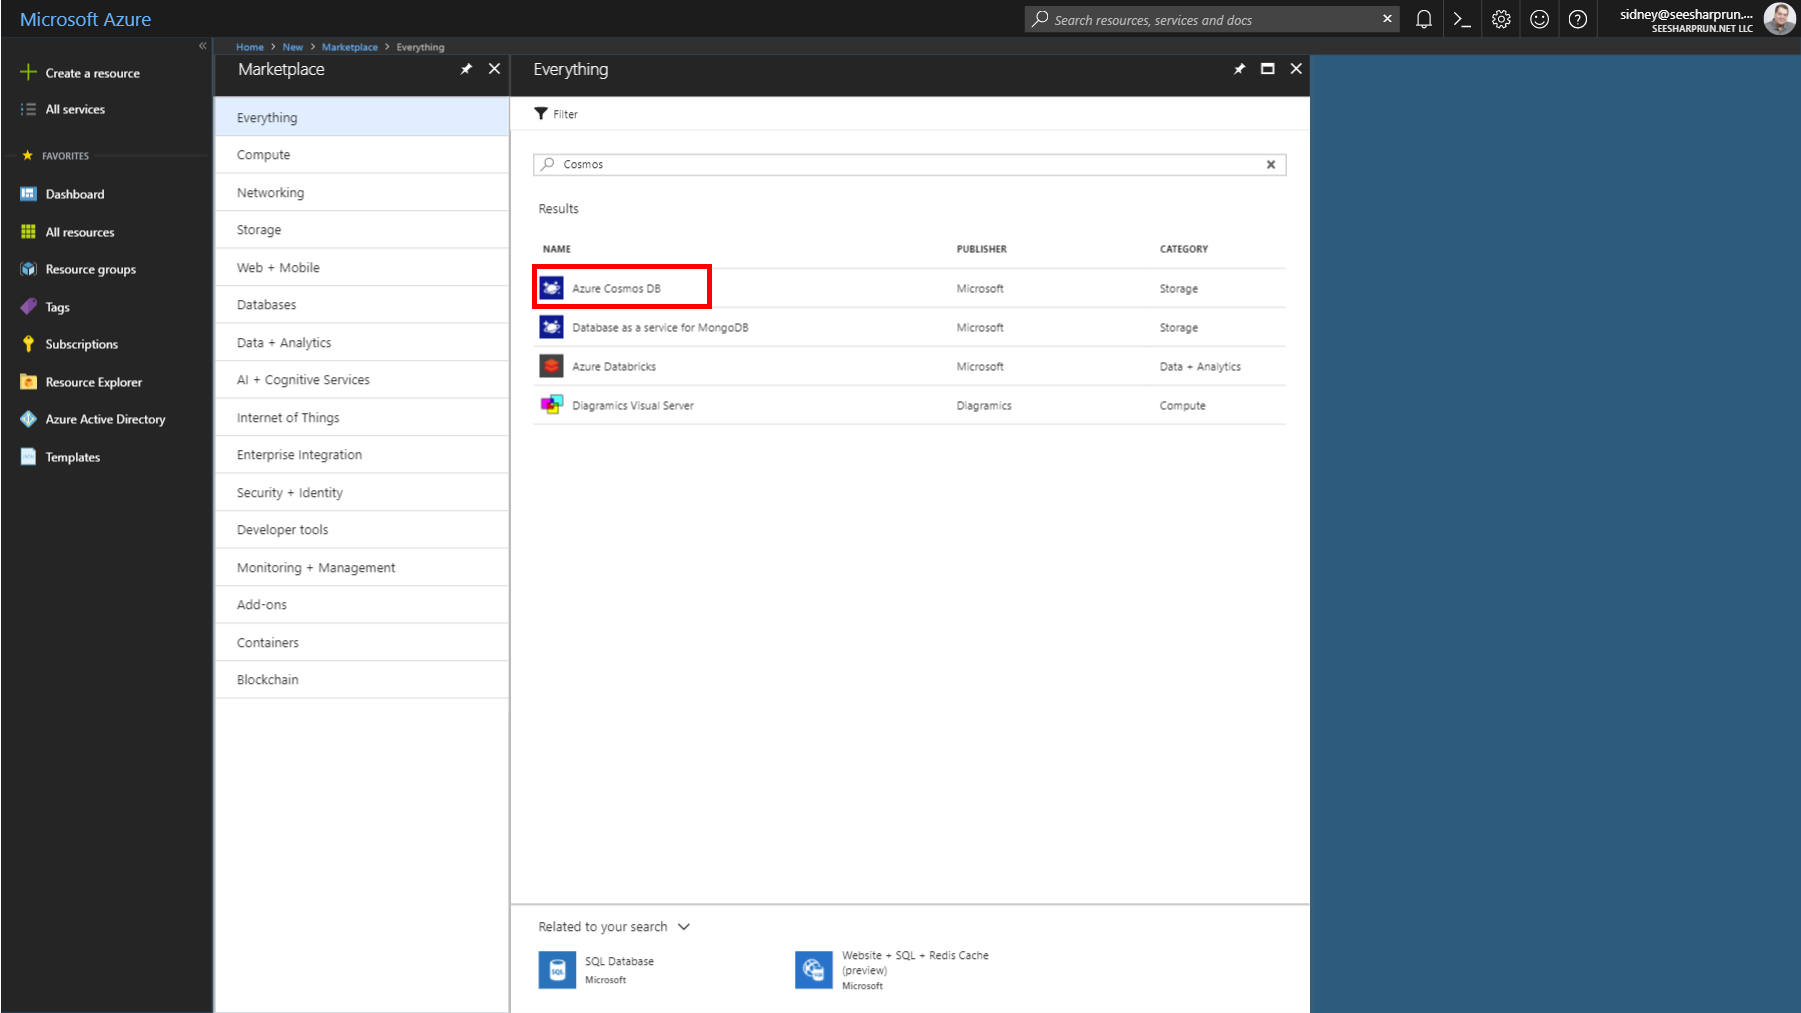 Microsoft Azure
Search resources, services and docs
sidney@seesharprun....
SEESHARPRUN.NET LLC
Home > New > Marketplace > Everything
Create a resource
All services
FAVORITES
Dashboard
All resources
Resource groups
Tags
Subscriptions
Resource Explorer
Azure Active Directory
Templates
Marketplace
Everything
Compute
Networking
Storage
Web + Mobile
Databases
Data + Analytics
AI + Cognitive Services
Internet of Things
Enterprise Integration
Security + Identity
Developer tools
Monitoring + Management
Add-ons
Containers
Blockchain
Everything
Filter
Cosmos
Results
NAME PUBLISHER CATEGORY
Azure Cosmos DB Microsoft Storage
Database as a service for MongoDB Microsoft Storage
Azure Databricks Microsoft Data + Analytics
Diagramics Visual Server Diagramics Compute
Related to your search
SQL Database
Microsoft
Website + SQL + Redis Cache
(preview)
Microsoft